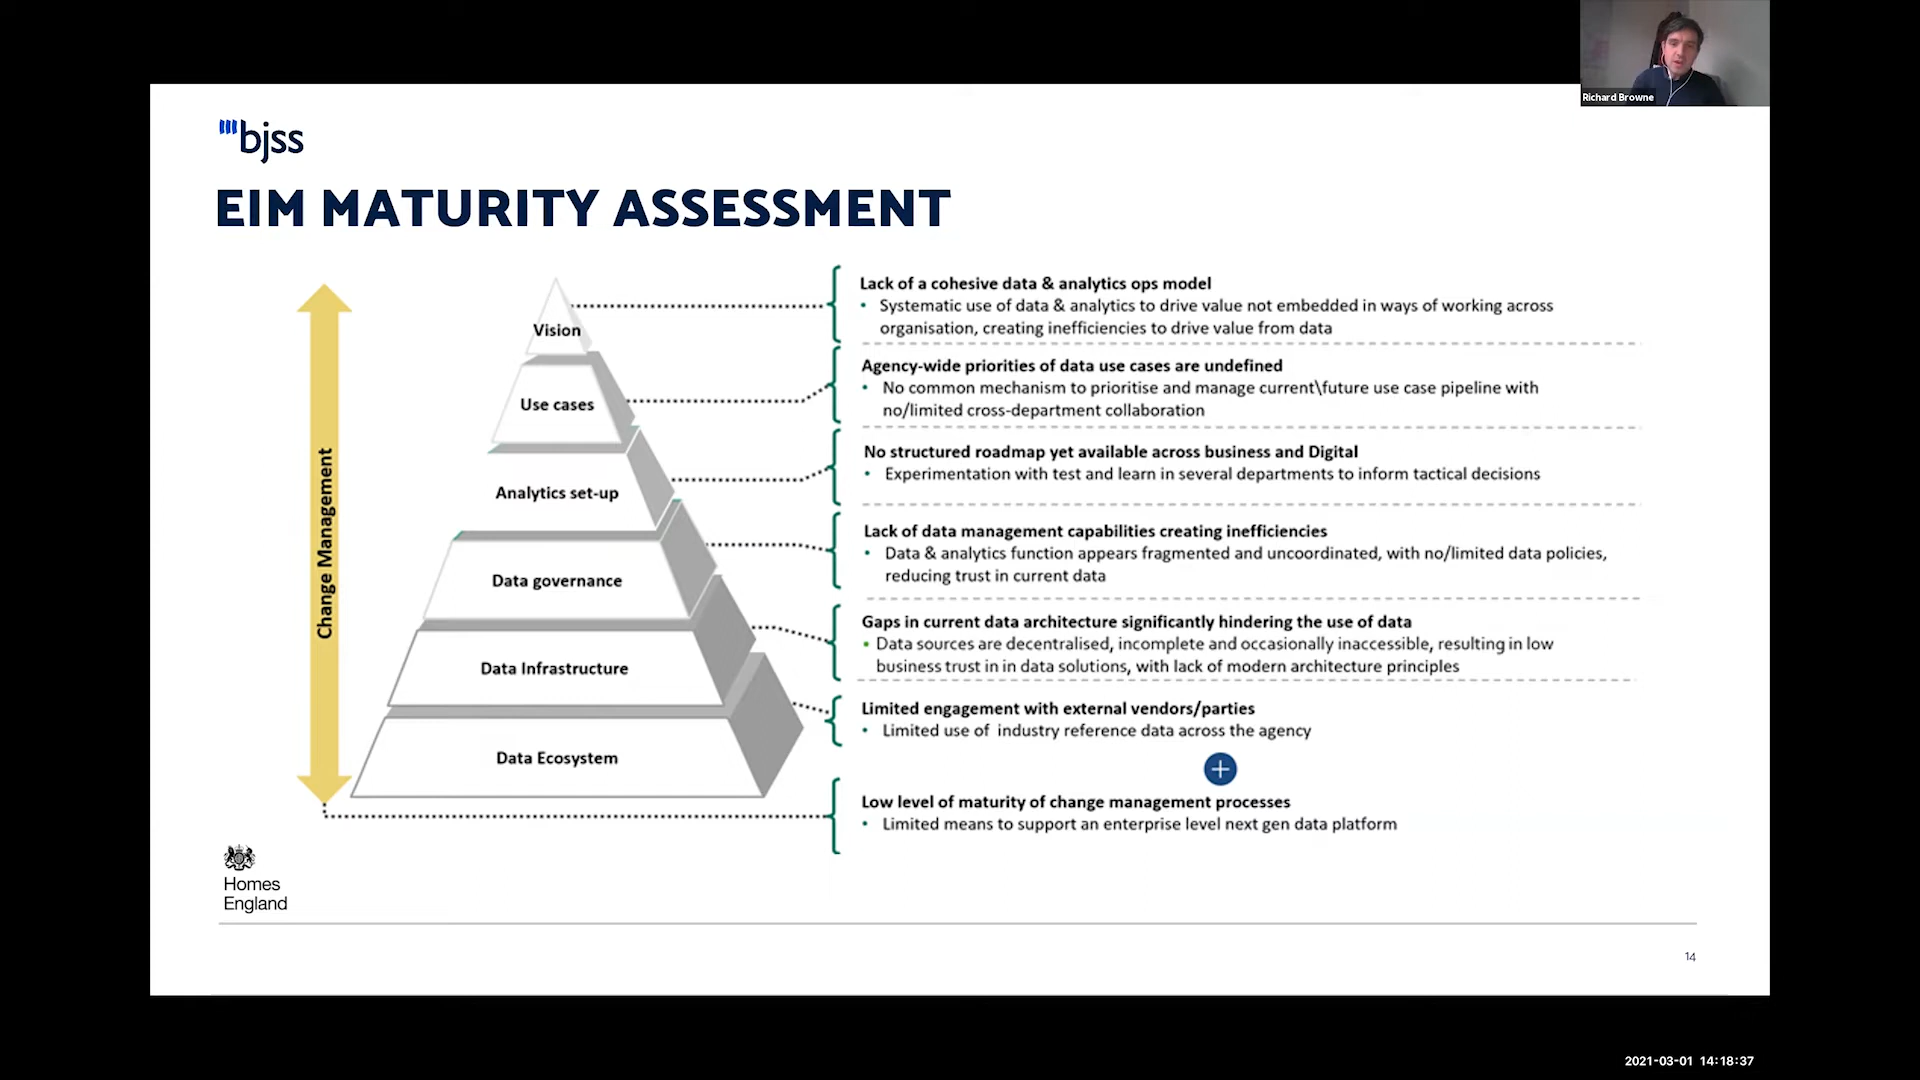 Richard Browne
bjss
EIM MATURITY ASSESSMENT
Change Management
Vision
Use cases
Analytics set-up
Data governance
Data Infrastructure
Data Ecosystem
Lack of a cohesive data & analytics ops model
• Systematic use of data & analytics to drive value not embedded in ways of working across
organisation, creating inefficiencies to drive value from data
Agency-wide priorities of data use cases are undefined
• No common mechanism to prioritise and manage current\future use case pipeline with
no/limited cross-department collaboration
No structured roadmap yet available across business and Digital
• Experimentation with test and learn in several departments to inform tactical decisions
Lack of data management capabilities creating inefficiencies
• Data & analytics function appears fragmented and uncoordinated, with no/limited data policies,
reducing trust in current data
Gaps in current data architecture significantly hindering the use of data
• Data sources are decentralised, incomplete and occasionally inaccessible, resulting in low
business trust in in data solutions, with lack of modern architecture principles
Limited engagement with external vendors/parties
• Limited use of industry reference data across the agency
+
Low level of maturity of change management processes
• Limited means to support an enterprise level next gen data platform
Homes
England
14
2021-03-01 14:18:37